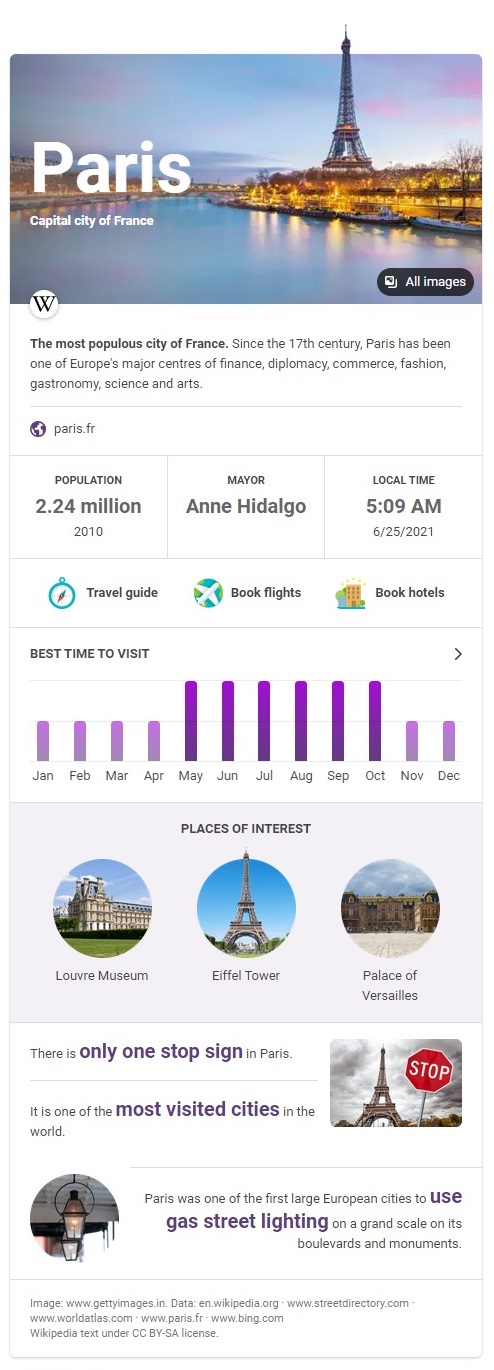 Paris
Capital city of France
All images
W
The most populous city of France. Since the 17th century, Paris has been
one of Europe's major centres of finance, diplomacy, commerce, fashion,
gastronomy, science and arts.
paris.fr
POPULATION
2.24 million
2010
MAYOR
Anne Hidalgo
LOCAL TIME
5:09 AM
6/25/2021
Travel guide
Book flights
Book hotels
BEST TIME TO VISIT
Jan Feb Mar Apr May Jun Jul Aug Sep Oct Nov Dec
PLACES OF INTEREST
Louvre Museum
Eiffel Tower
Palace of
Versailles
There is only one stop sign in Paris.
STOP
It is one of the most visited cities in the
world.
Paris was one of the first large European cities to use
gas street lighting on a grand scale on its
boulevards and monuments.
Image: www.gettyimages.in. Data: en.wikipedia.org · www.streetdirectory.com ·
www.worldatlas.com · www.paris.fr · www.bing.com
Wikipedia text under CC BY-SA license.